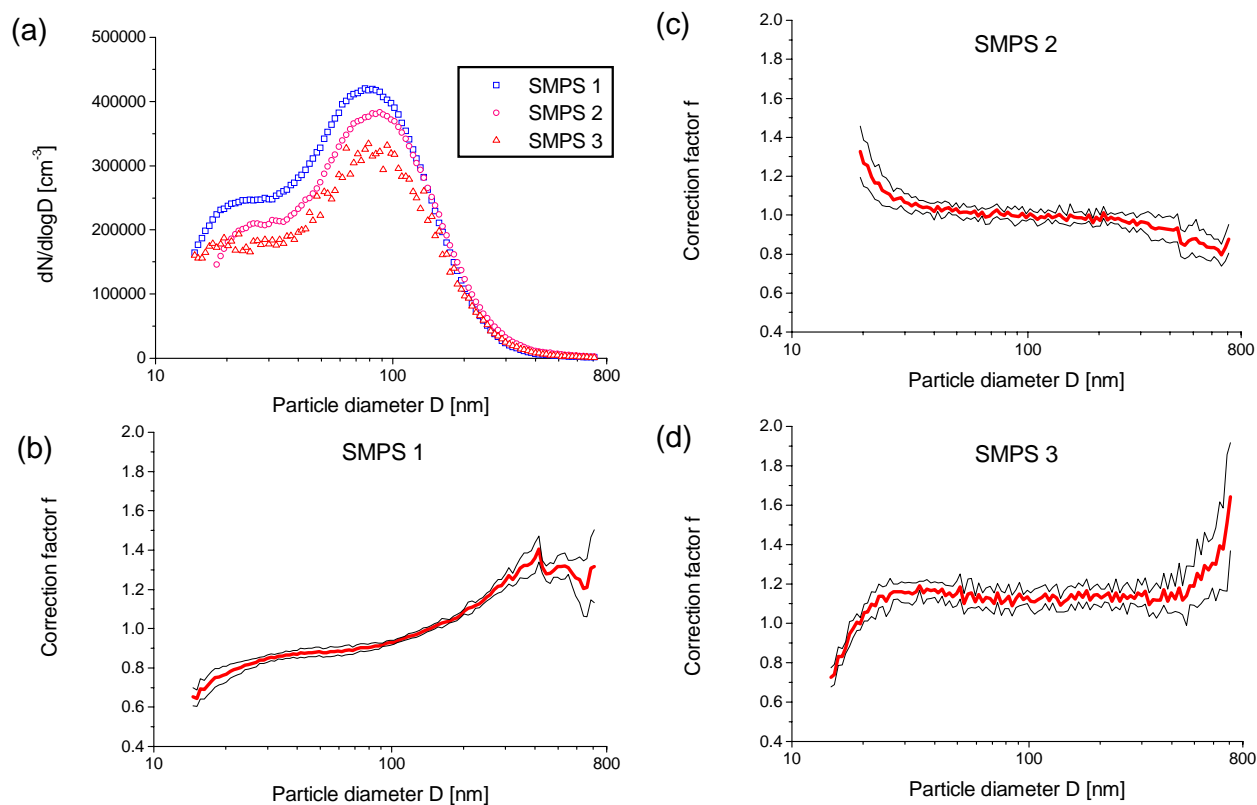 (a)
500000
400000
300000
200000
100000
0
dN/dlogD [cm⁻³]
SMPS 1
SMPS 2
SMPS 3
10
100
800
Particle diameter D [nm]
(c)
SMPS 2
2.0
1.8
1.6
1.4
1.2
1.0
0.8
0.6
0.4
Correction factor f
10
100
800
Particle diameter D [nm]
(b)
SMPS 1
2.0
1.8
1.6
1.4
1.2
1.0
0.8
0.6
0.4
Correction factor f
10
100
800
Particle diameter D [nm]
(d)
SMPS 3
2.0
1.8
1.6
1.4
1.2
1.0
0.8
0.6
0.4
Correction factor f
10
100
800
Particle diameter D [nm]